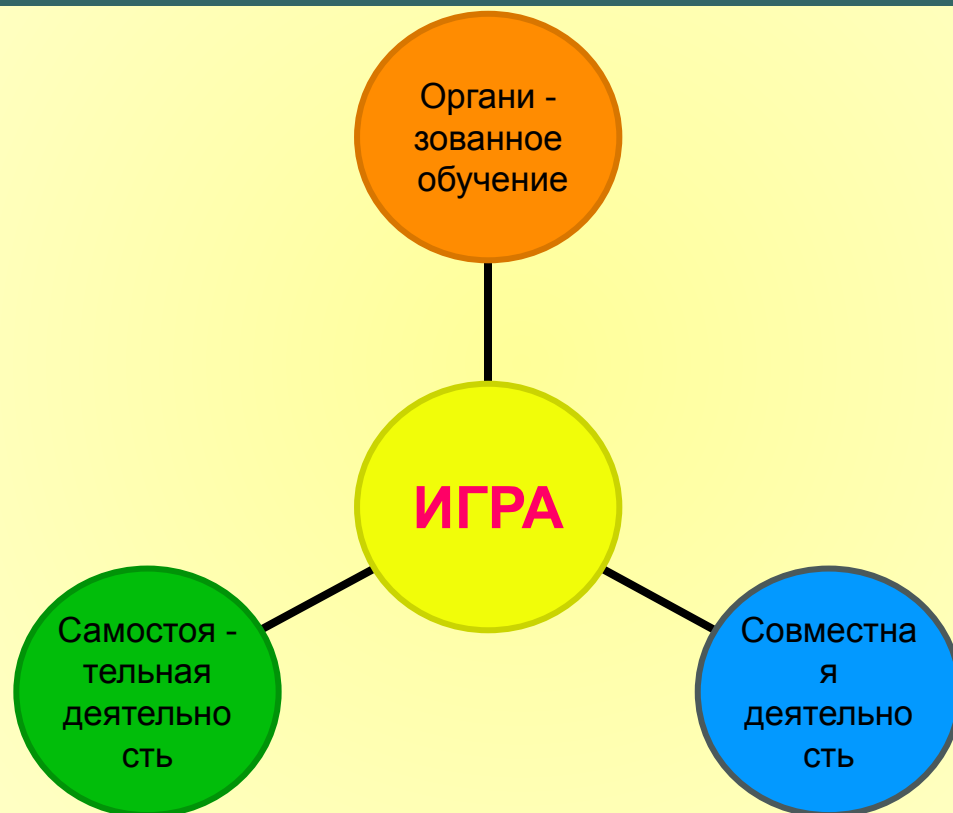 Органи -
зованное
обучение
ИГРА
Самостоя -
тельная
деятельно
сть
Совместна
я
деятельно
сть